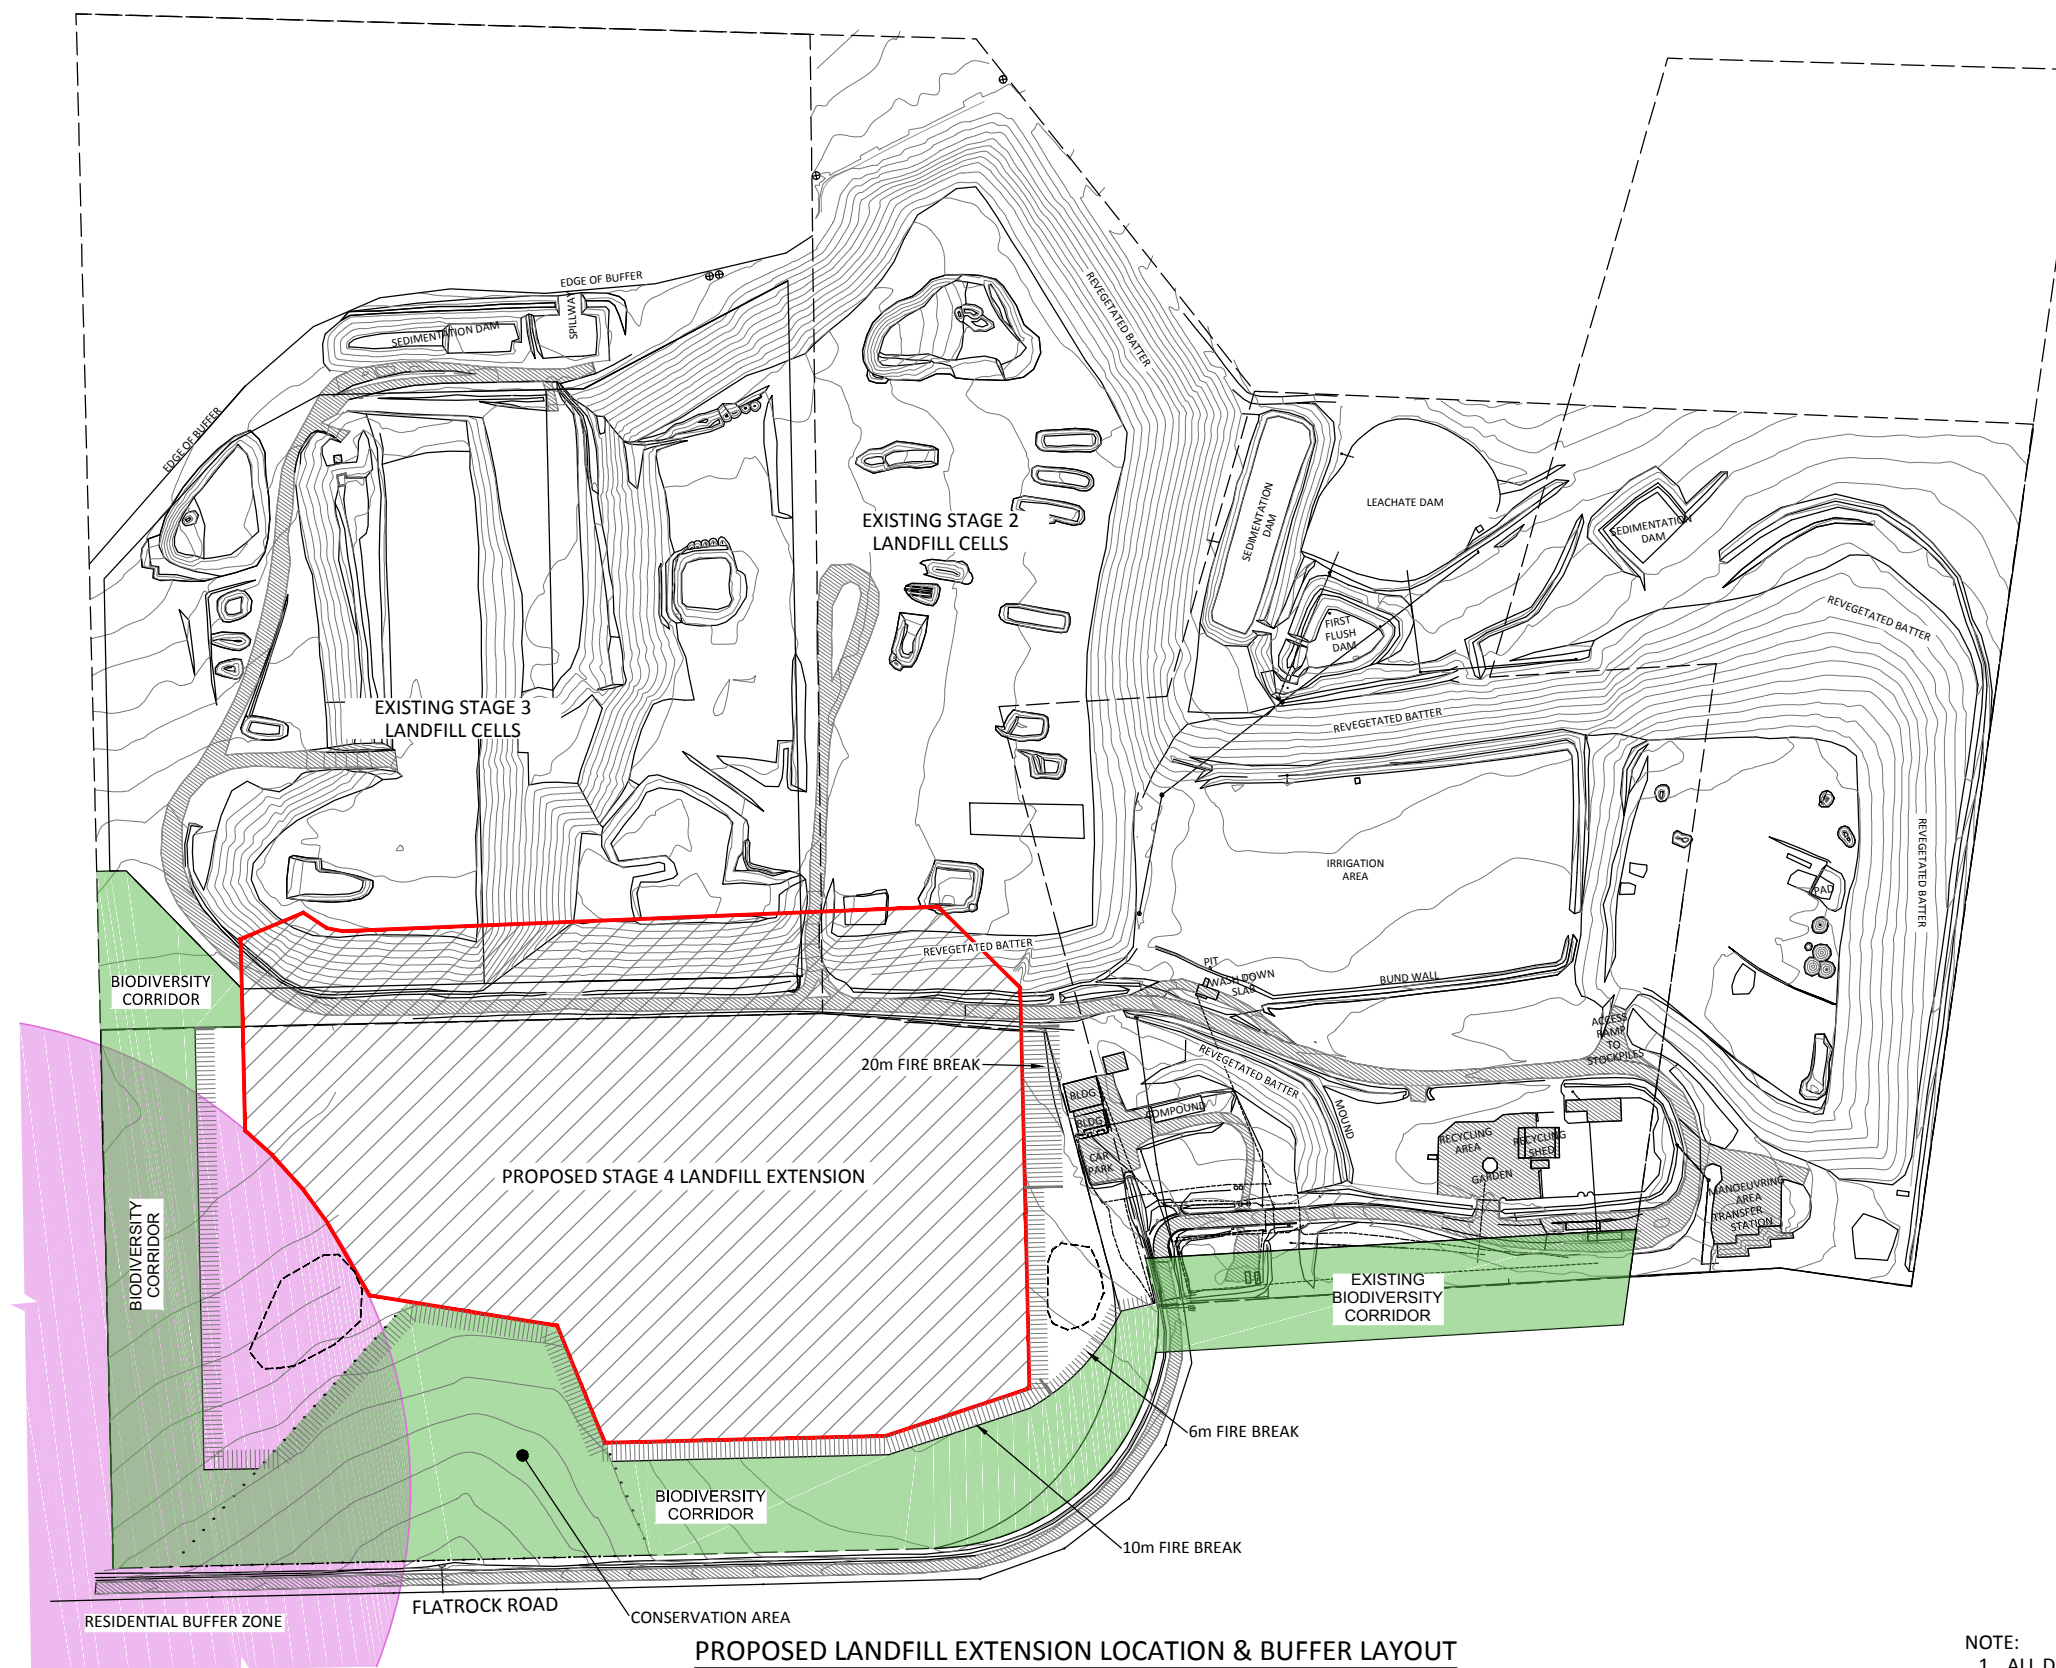 EDGE OF BUFFER
SPILLWAY
SEDIMENTATION DAM
EDGE OF BUFFER
REVEGETATED BATTER
EXISTING STAGE 2
LANDFILL CELLS
SEDIMENTATION
DAM
LEACHATE DAM
SEDIMENTATION
DAM
FIRST
FLUSH
DAM
REVEGETATED BATTER
EXISTING STAGE 3
LANDFILL CELLS
REVEGETATED BATTER
REVEGETATED BATTER
IRRIGATION
AREA
PAD
REVEGETATED BATTER
BIODIVERSITY
CORRIDOR
PIT
WASH DOWN
SLAB
BUND WALL
ACCESS
RAMP
TO
STOCKPILES
20m FIRE BREAK
REVEGETATED BATTER
BLDG
BLDG
COMPOUND
MOUND
CAR
PARK
RECYCLING
AREA
RECYCLING
SHED
GARDEN
PROPOSED STAGE 4 LANDFILL EXTENSION
MANOEUVRING
AREA
TRANSFER
STATION
BIODIVERSITY
CORRIDOR
EXISTING
BIODIVERSITY
CORRIDOR
6m FIRE BREAK
BIODIVERSITY
CORRIDOR
10m FIRE BREAK
FLATROCK ROAD
CONSERVATION AREA
RESIDENTIAL BUFFER ZONE
PROPOSED LANDFILL EXTENSION LOCATION & BUFFER LAYOUT
NOTE: